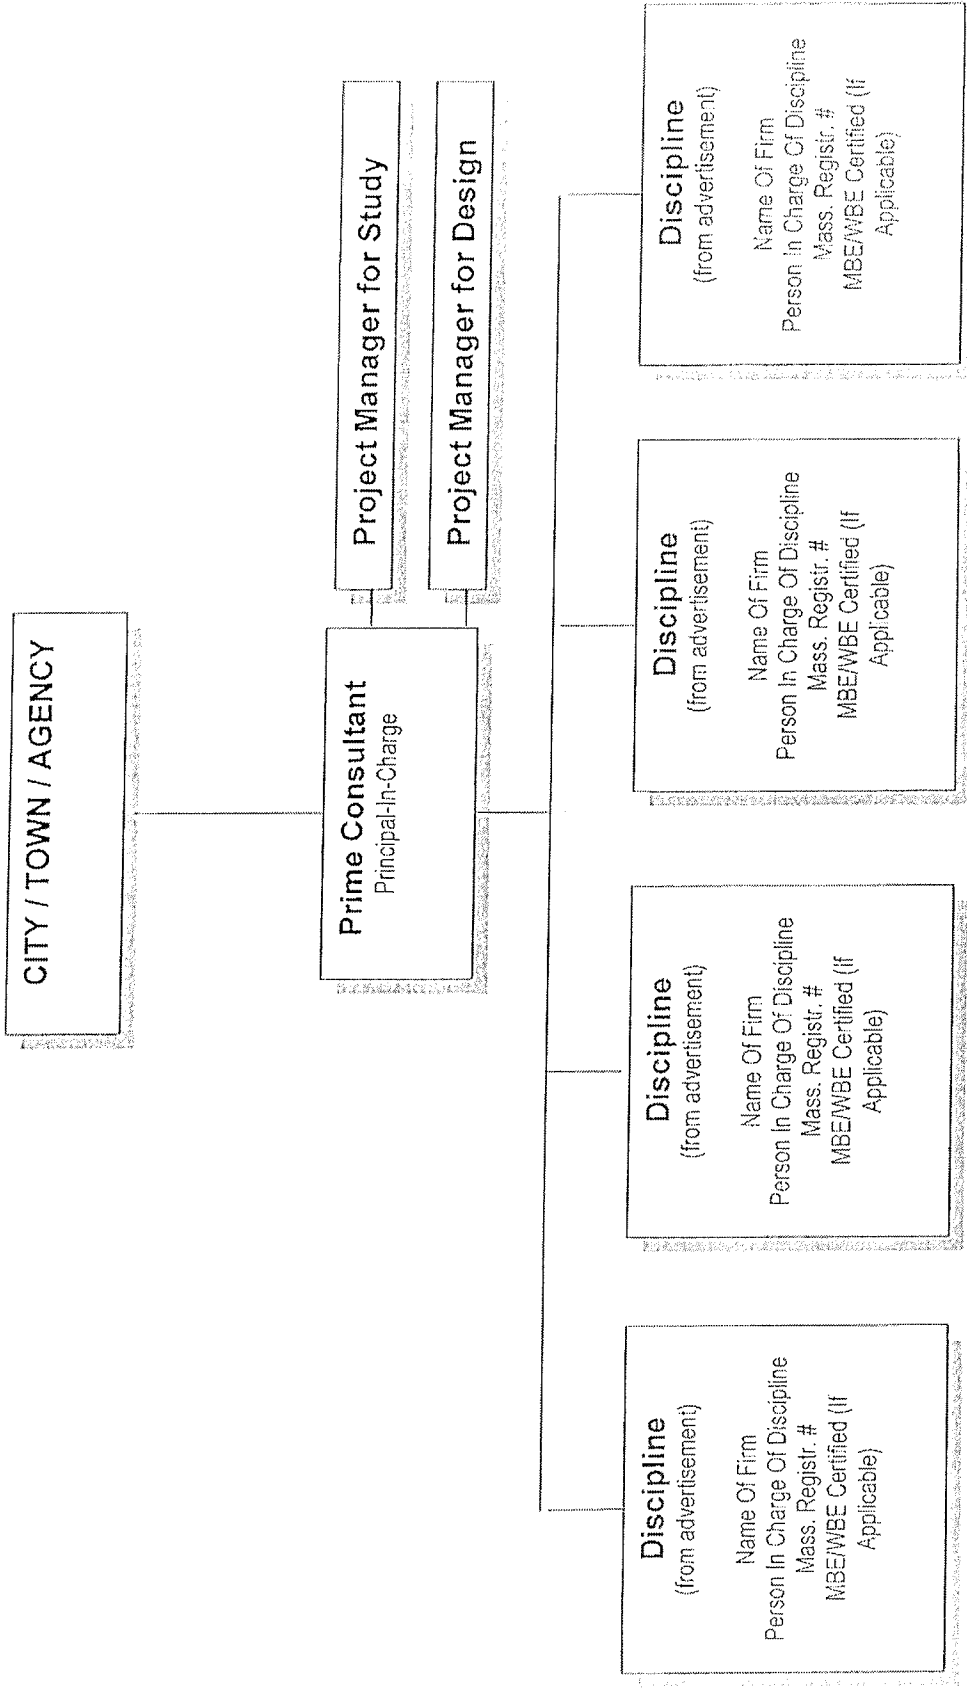 CITY / TOWN / AGENCY
Prime Consultant
Principal-In-Charge
Project Manager for Study
Project Manager for Design
Discipline
(from advertisement)
Name Of Firm
Person In Charge Of Discipline
Mass. Registr. #
MBE/WBE Certified (If
Applicable)
Discipline
(from advertisement)
Name Of Firm
Person In Charge Of Discipline
Mass. Registr. #
MBE/WBE Certified (If
Applicable)
Discipline
(from advertisement)
Name Of Firm
Person In Charge Of Discipline
Mass. Registr. #
MBE/WBE Certified (If
Applicable)
Discipline
(from advertisement)
Name Of Firm
Person In Charge Of Discipline
Mass. Registr. #
MBE/WBE Certified (If
Applicable)